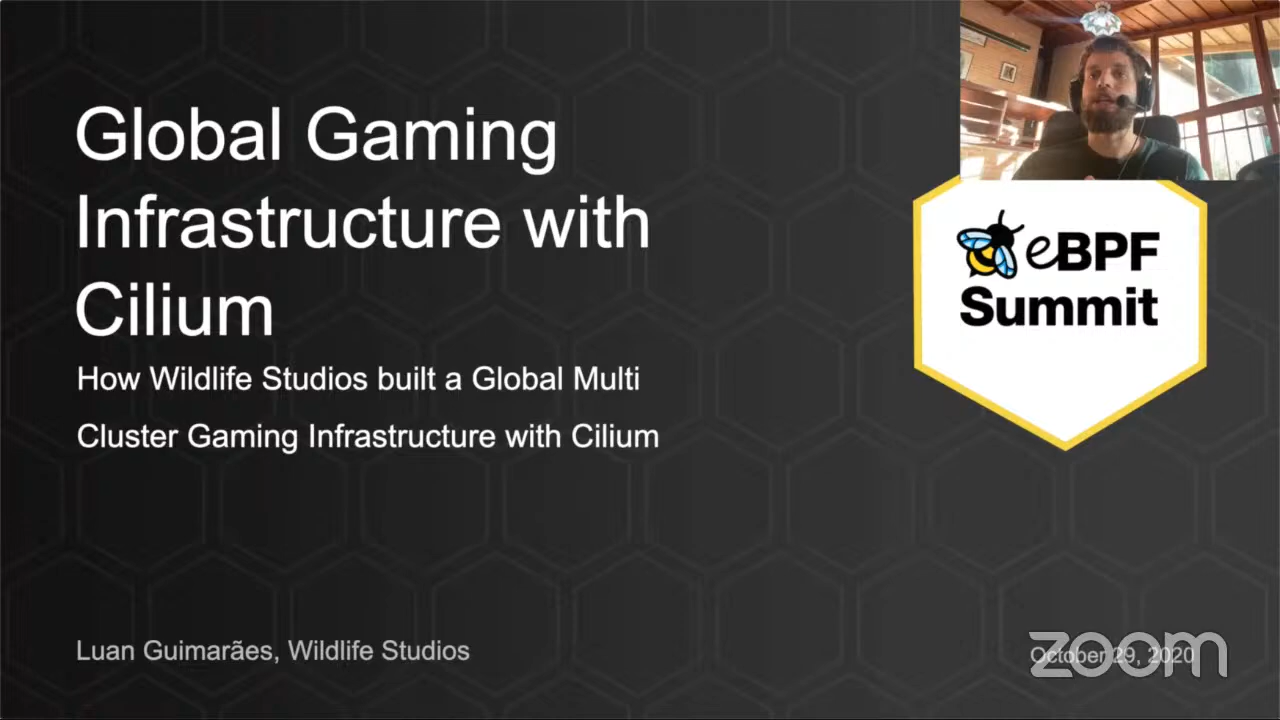 Global Gaming
Infrastructure with
Cilium
How Wildlife Studios built a Global Multi
Cluster Gaming Infrastructure with Cilium
eBPF
Summit
Luan Guimarães, Wildlife Studios
October 29, 2020
zoom